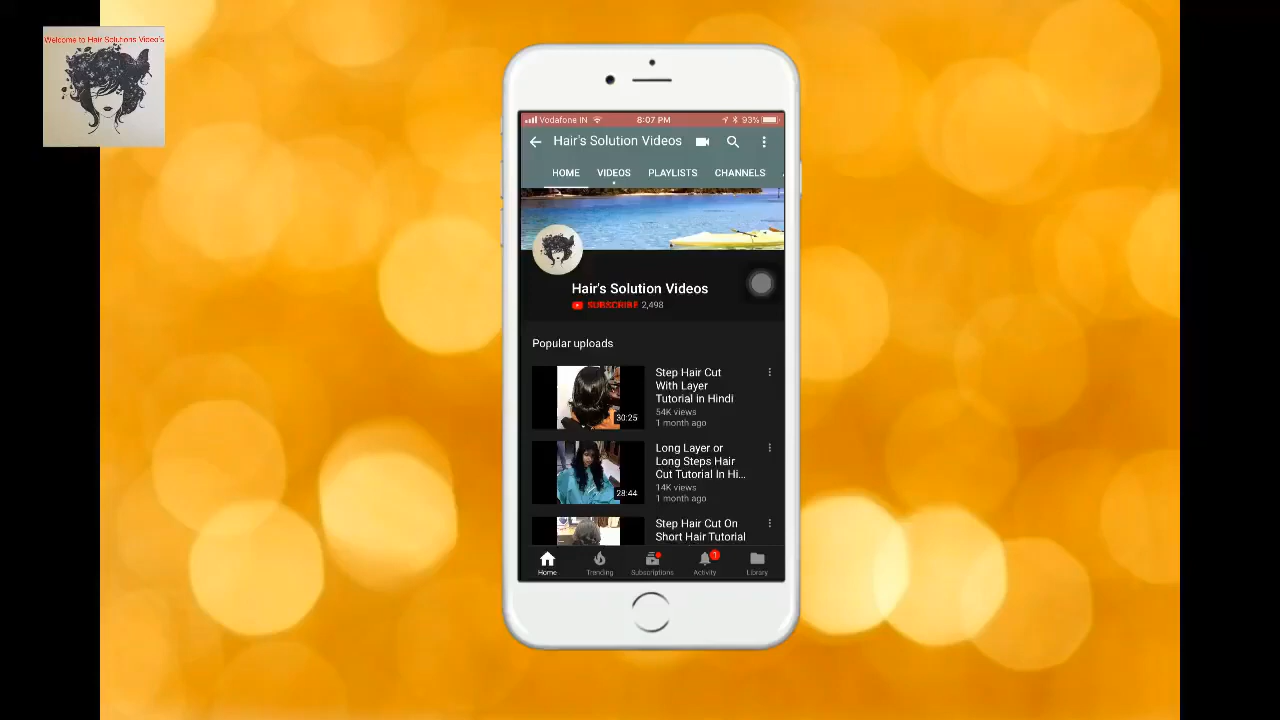 Welcome to Hair Solutions Video's
Vodafone IN
8:07 PM
93%
Hair's Solution Videos
HOME VIDEOS PLAYLISTS CHANNELS
Hair's Solution Videos
SUBSCRIBE 2,498
Popular uploads
Step Hair Cut
With Layer
Tutorial in Hindi
54K views
1 month ago
30:25
Long Layer or
Long Steps Hair
Cut Tutorial In Hi...
14K views
1 month ago
28:44
Step Hair Cut On
Short Hair Tutorial
Home Trending Subscriptions Activity Library
1